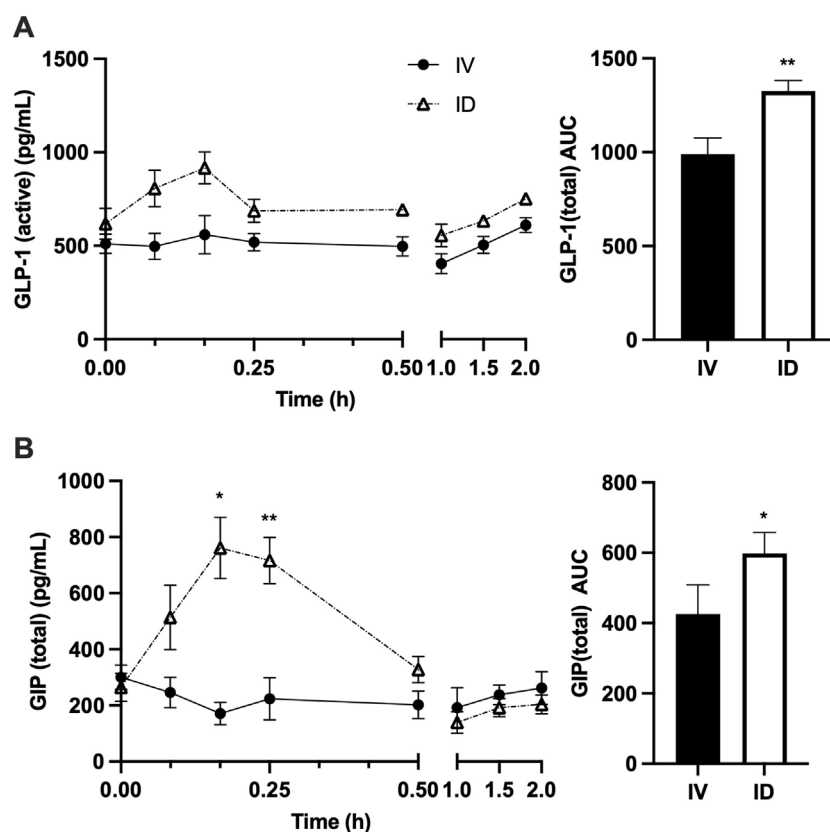 A
GLP-1 (active) (pg/mL)
1500
1000
500
0
0.00
0.25
0.50
1.0
1.5
2.0
Time (h)
IV
ID
GLP-1(total) AUC
1500
1000
500
0
**
IV
ID
B
GIP (total) (pg/mL)
1000
800
600
400
200
0
*
**
0.00
0.25
0.50
1.0
1.5
2.0
Time (h)
GIP(total) AUC
800
600
400
200
0
*
IV
ID